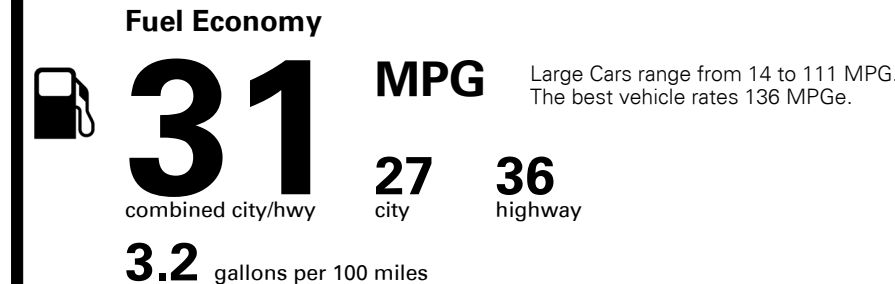 Fuel Economy
31 MPG
Large Cars range from 14 to 111 MPG.
The best vehicle rates 136 MPGe.
combined city/hwy
27
city
36
highway
3.2 gallons per 100 miles